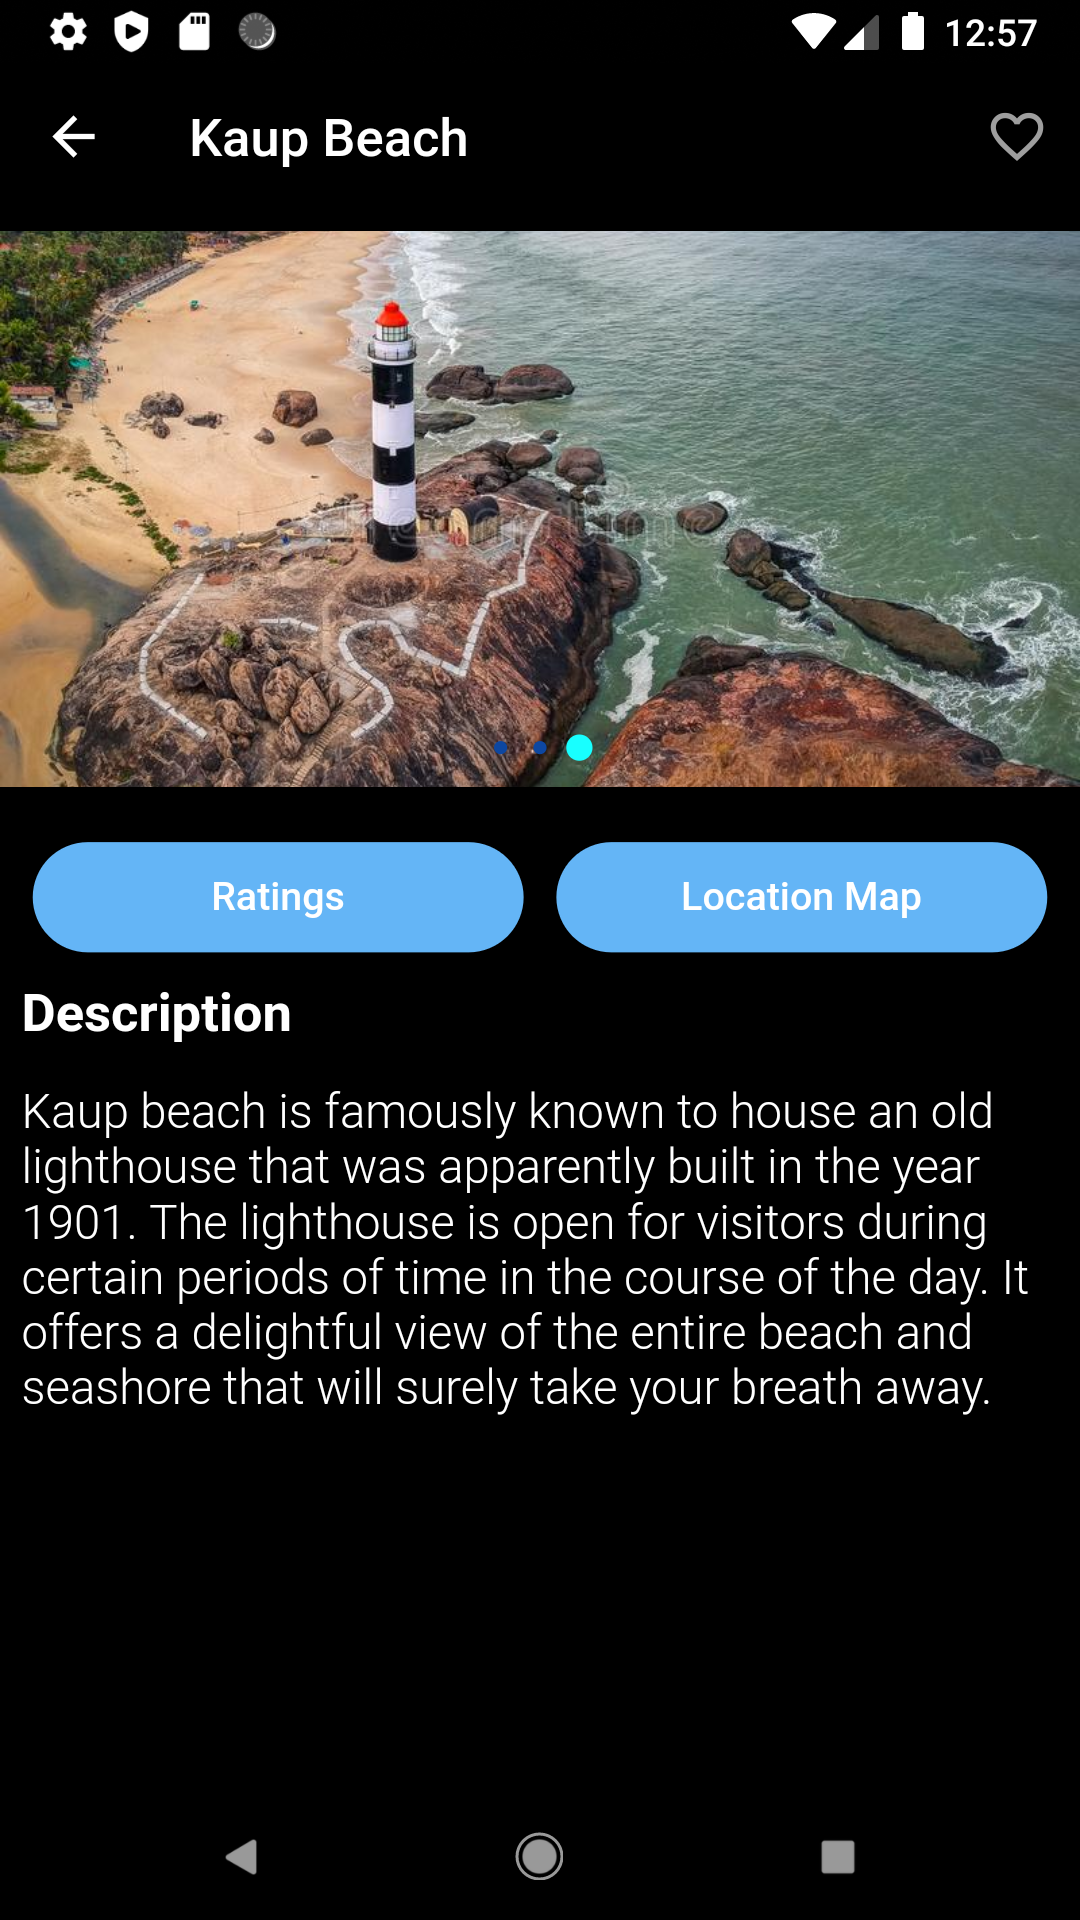 12:57
Kaup Beach
Ratings
Location Map
Description
Kaup beach is famously known to house an old
lighthouse that was apparently built in the year
1901. The lighthouse is open for visitors during
certain periods of time in the course of the day. It
offers a delightful view of the entire beach and
seashore that will surely take your breath away.